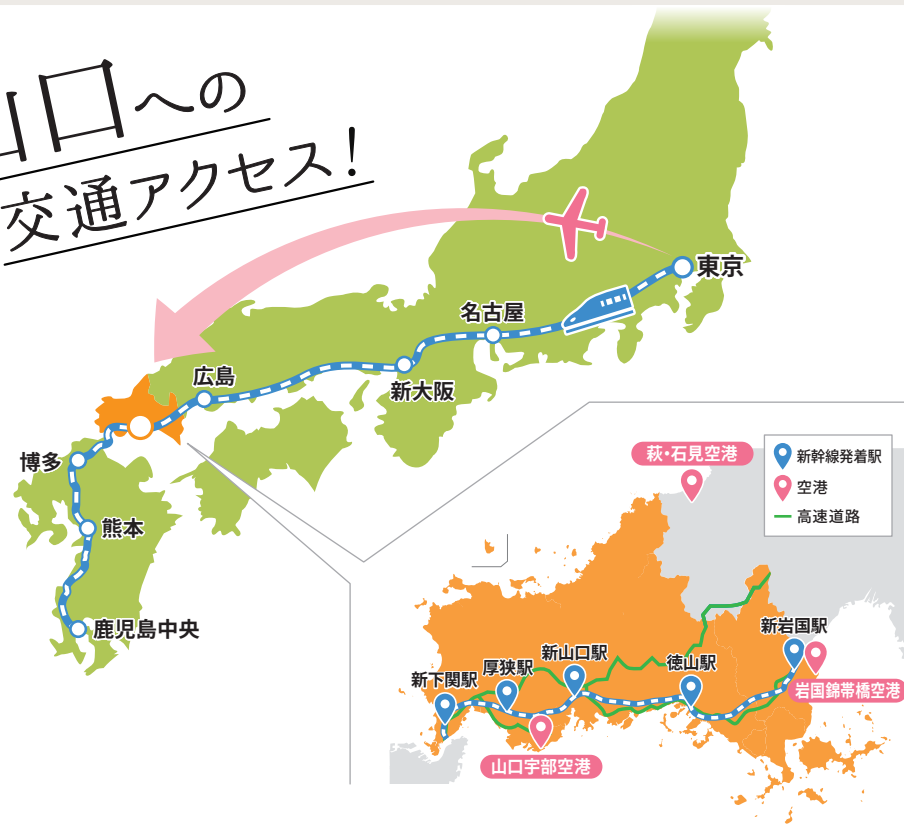 山口への
交通アクセス！
東京
名古屋
広島
新大阪
博多
熊本
鹿児島中央
萩・石見空港
新幹線発着駅
空港
高速道路
新岩国駅
新山口駅
徳山駅
厚狭駅
新下関駅
岩国錦帯橋空港
山口宇部空港